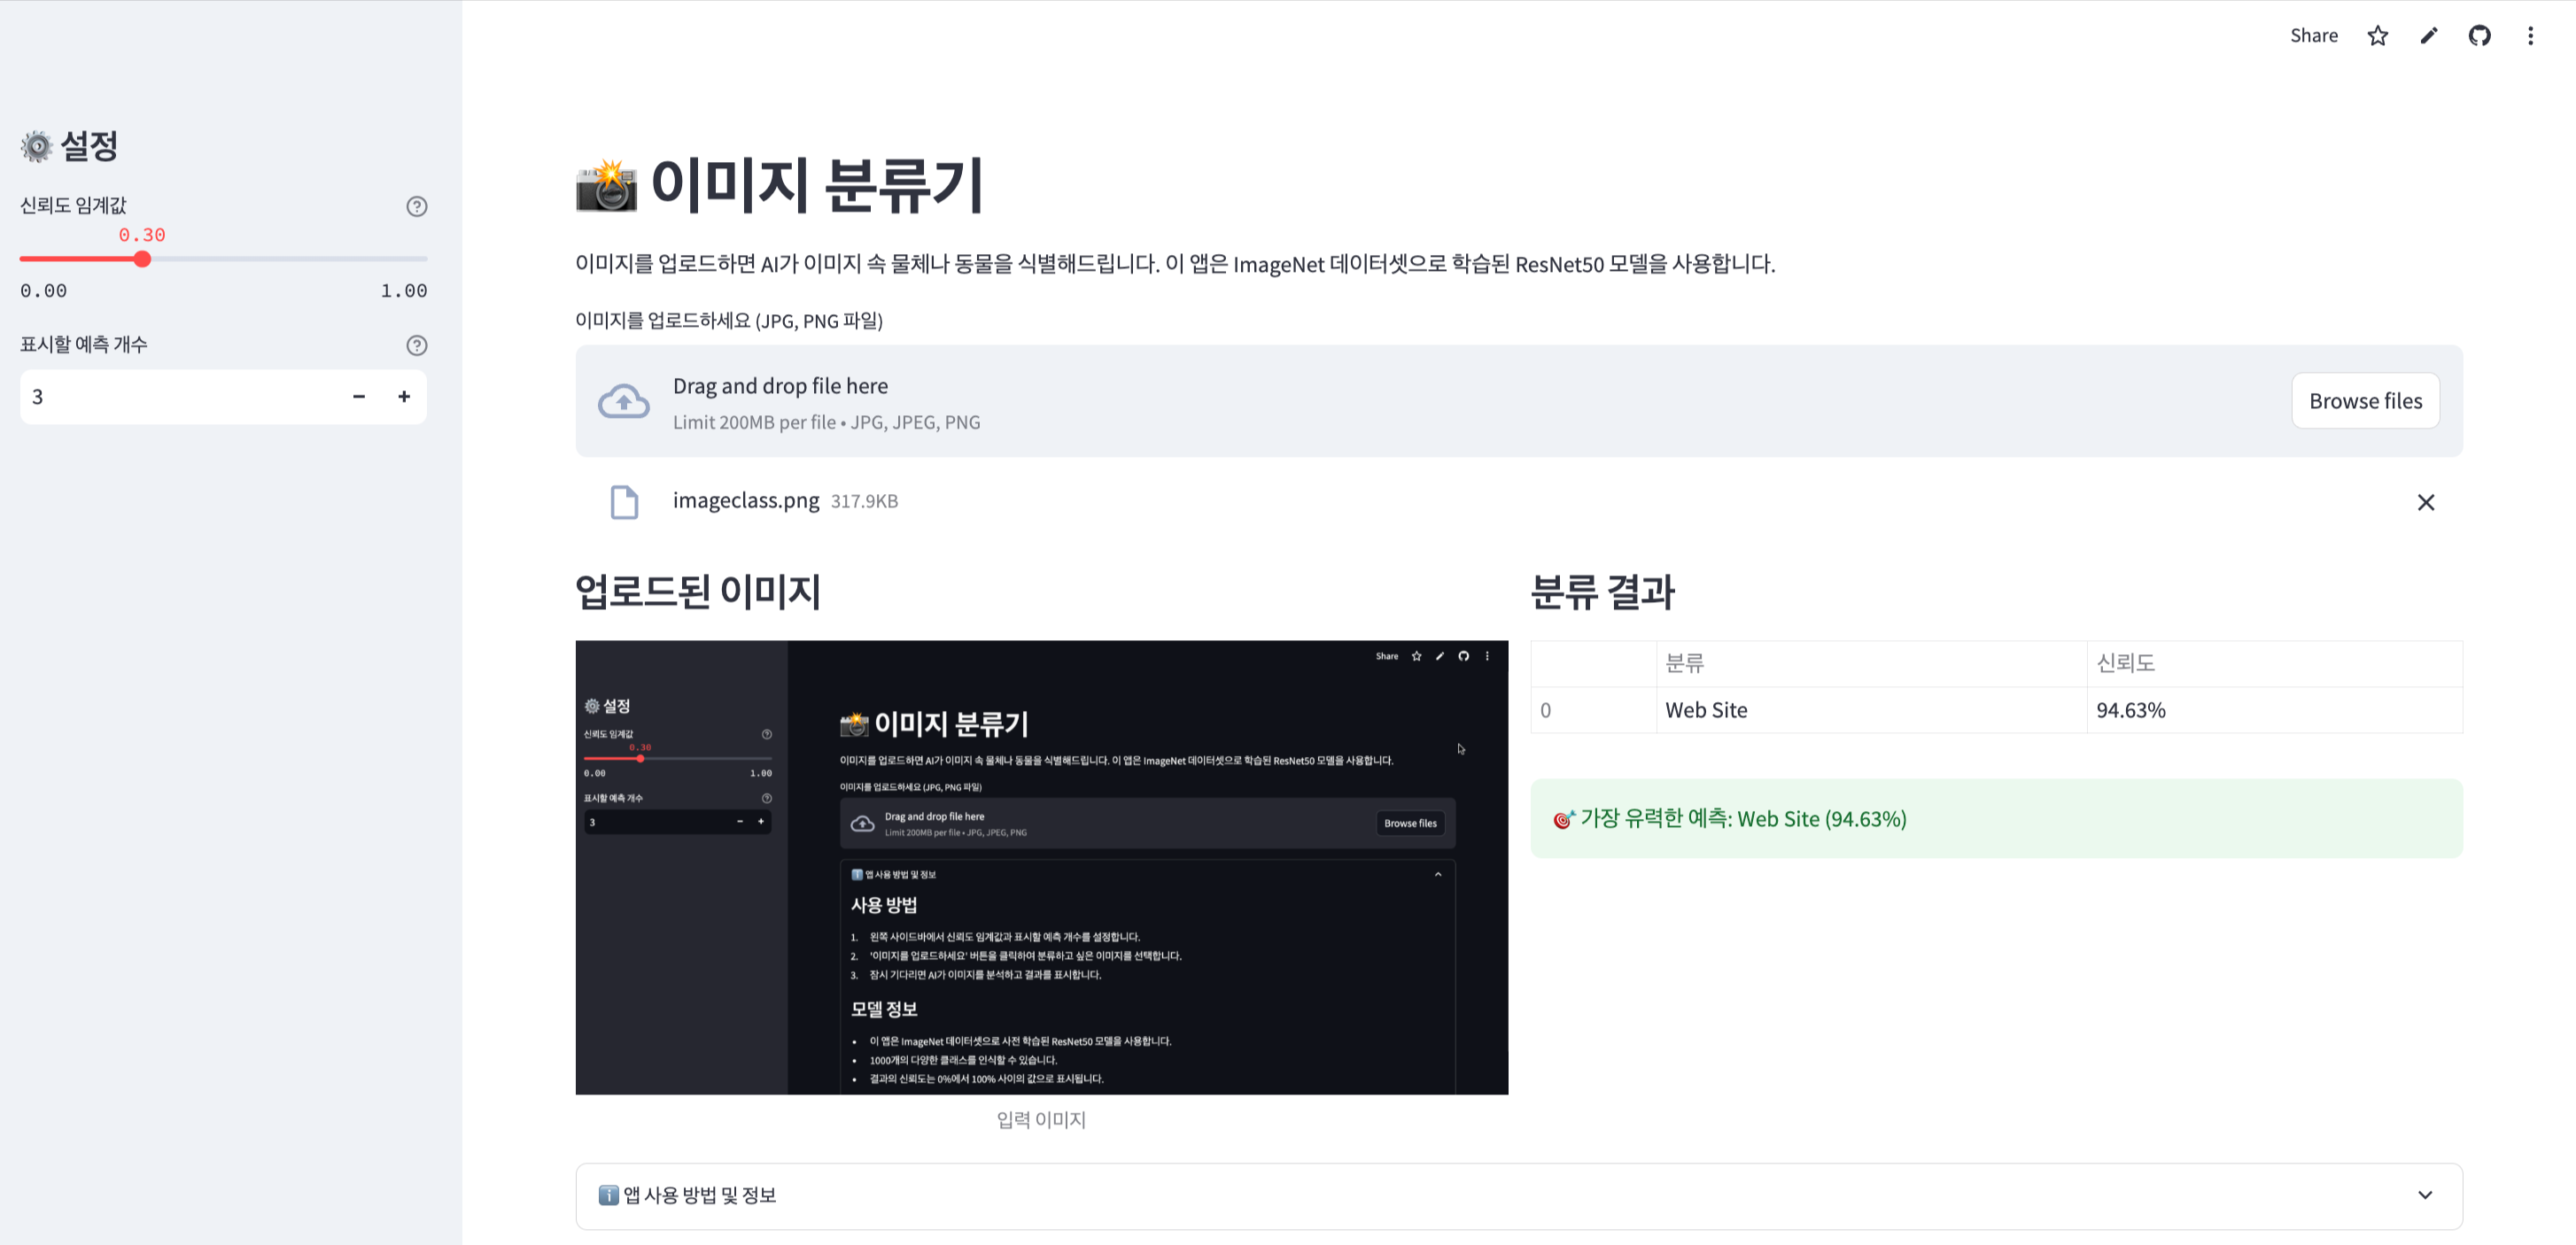 Share
설정
신뢰도 임계값
0.30
0.00 1.00
표시할 예측 개수
3
이미지 분류기
이미지를 업로드하면 AI가 이미지 속 물체나 동물을 식별해드립니다. 이 앱은 ImageNet 데이터셋으로 학습된 ResNet50 모델을 사용합니다.
이미지를 업로드하세요 (JPG, PNG 파일)
Drag and drop file here
Limit 200MB per file • JPG, JPEG, PNG
Browse files
imageclass.png 317.9KB
업로드된 이미지
Share
설정
신뢰도 임계값
0.30
0.00 1.00
표시할 예측 개수
3
이미지 분류기
이미지를 업로드하면 AI가 이미지 속 물체나 동물을 식별해드립니다. 이 앱은 ImageNet 데이터셋으로 학습된 ResNet50 모델을 사용합니다.
이미지를 업로드하세요 (JPG, PNG 파일)
Drag and drop file here
Limit 200MB per file • JPG, JPEG, PNG
Browse files
앱 사용 방법 및 정보
사용 방법
1. 왼쪽 사이드바에서 신뢰도 임계값과 표시할 예측 개수를 설정합니다.
2. '이미지를 업로드하세요' 버튼을 클릭하여 분류하고 싶은 이미지를 선택합니다.
3. 잠시 기다리면 AI가 이미지를 분석하고 결과를 표시합니다.
모델 정보
• 이 앱은 ImageNet 데이터셋으로 사전 학습된 ResNet50 모델을 사용합니다.
• 1000개의 다양한 클래스를 인식할 수 있습니다.
• 결과의 신뢰도는 0%에서 100% 사이의 값으로 표시됩니다.
입력 이미지
분류 결과
분류 신뢰도
0 Web Site 94.63%
가장 유력한 예측: Web Site (94.63%)
앱 사용 방법 및 정보